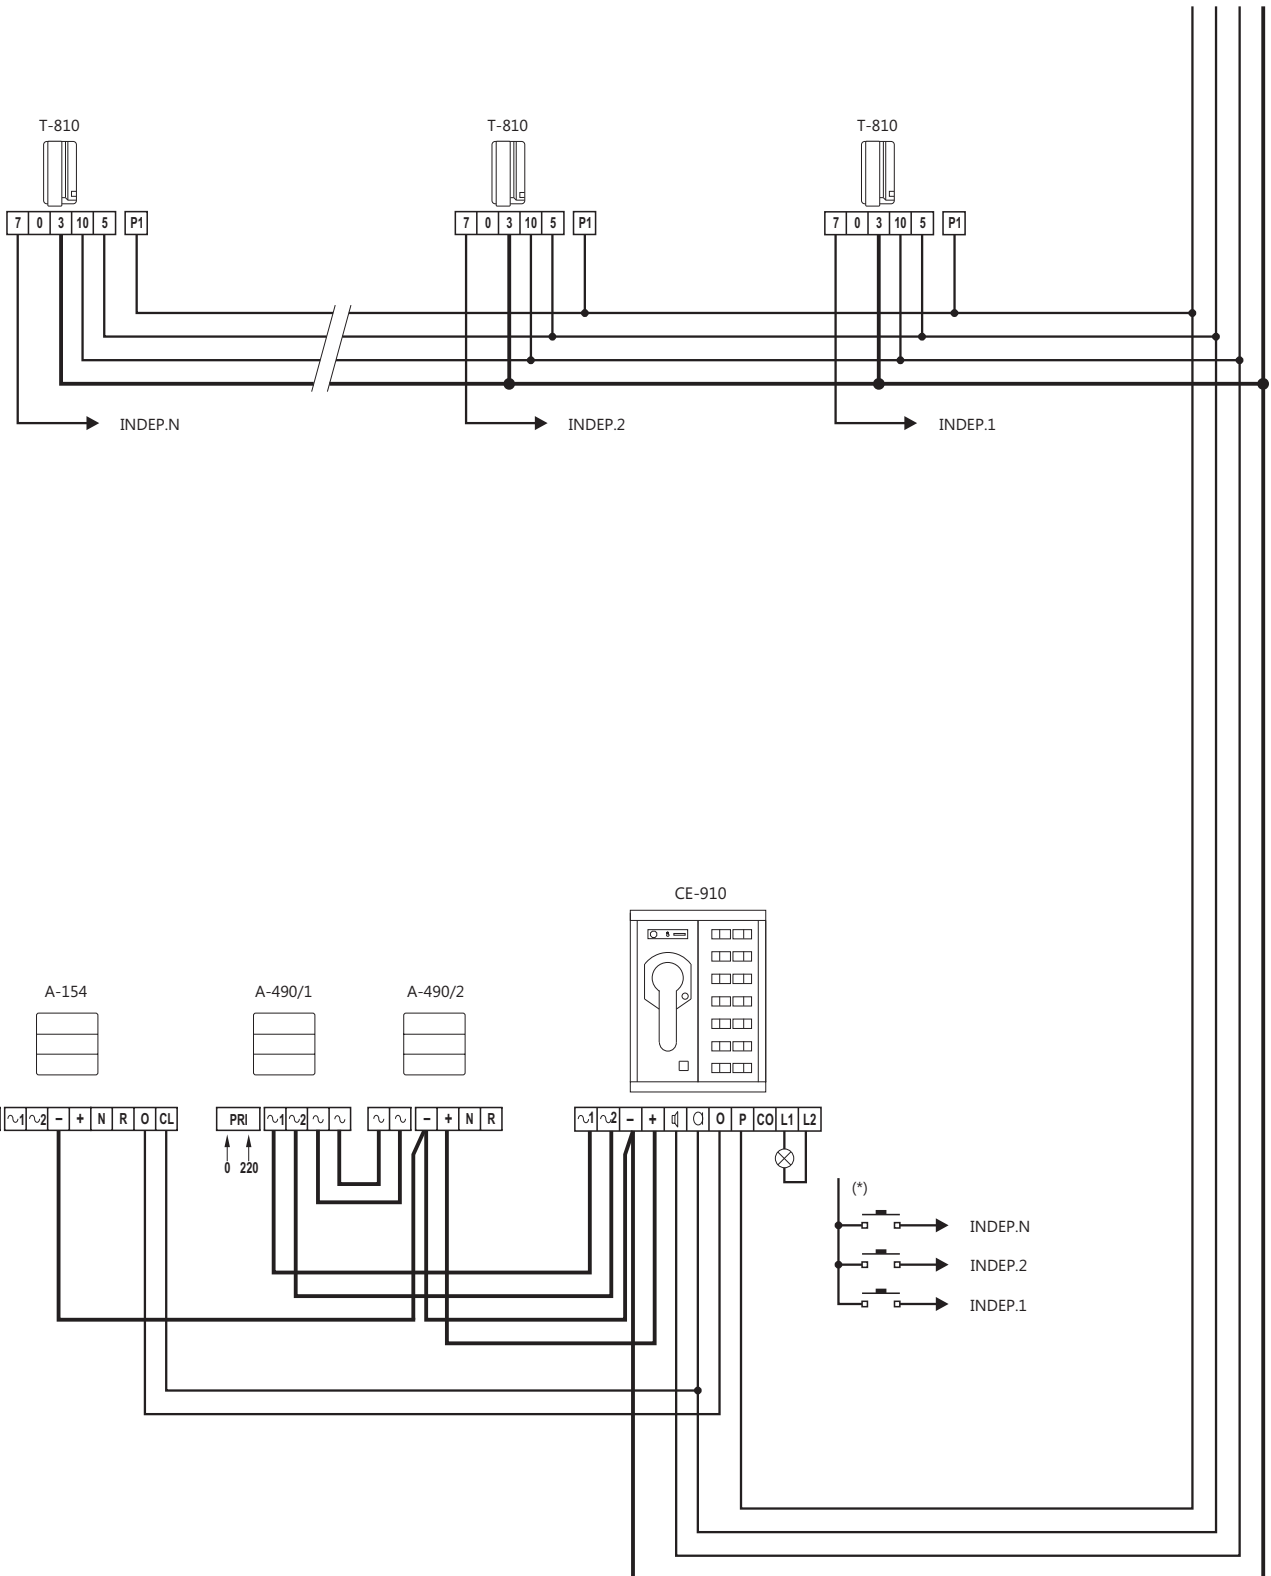 T-810 T-810 T-810
7 0 3 10 5 P1 7 0 3 10 5 P1 7 0 3 10 5 P1
INDEP.N INDEP.2 INDEP.1
CE-910
A-154 A-490/1 A-490/2
~1 ~2 – + N R O CL PRI ~1 ~2 ~ ~ ~ ~ – + N R ~1 ~2 – + O P CO L1 L2
0 220
(*)
INDEP.N
INDEP.2
INDEP.1